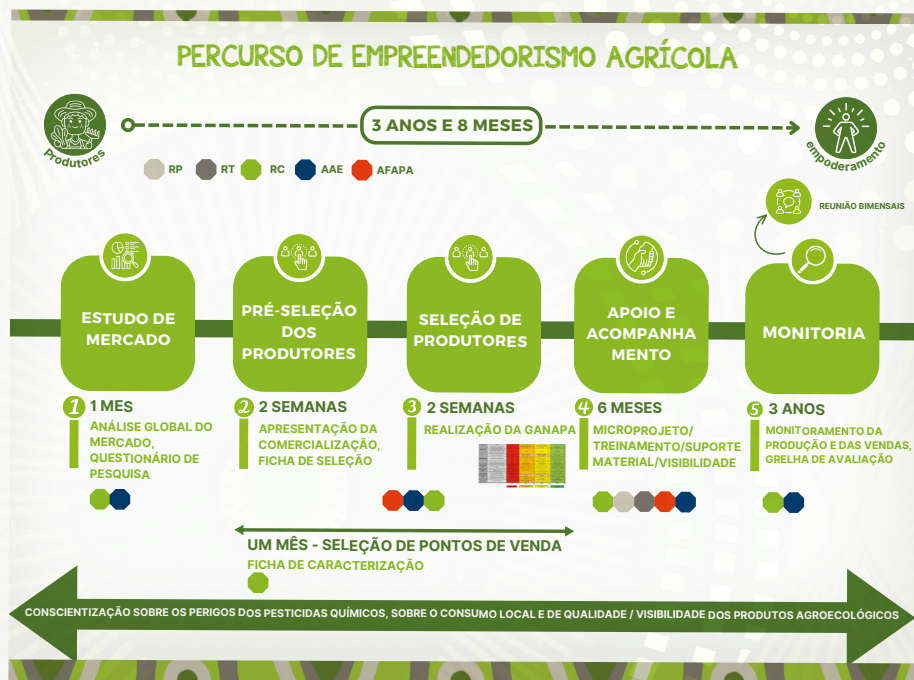 PERCURSO DE EMPREENDEDORISMO AGRÍCOLA
3 ANOS E 8 MESES
Produtores
empoderamento
RP
RT
RC
AAE
AFAPA
REUNIÃO BIMENSAIS
ESTUDO DE
MERCADO
PRÉ-SELEÇÃO
DOS
PRODUTORES
SELEÇÃO DE
PRODUTORES
APOIO E
ACOMPANHA
MENTO
MONITORIA
1 1 MES
ANÁLISE GLOBAL DO
MERCADO,
QUESTIONÁRIO DE
PESQUISA
2 2 SEMANAS
APRESENTAÇÃO DA
COMERCIALIZAÇÃO,
FICHA DE SELEÇÃO
3 2 SEMANAS
REALIZAÇÃO DA GANAPA
4 6 MESES
MICROPROJETO/
TREINAMENTO/SUPORTE
MATERIAL/VISIBILIDADE
5 3 ANOS
MONITORAMENTO DA
PRODUÇÃO E DAS VENDAS,
GRELHA DE AVALIAÇÃO
UM MÊS - SELEÇÃO DE PONTOS DE VENDA
FICHA DE CARACTERIZAÇÃO
CONSCIENTIZAÇÃO SOBRE OS PERIGOS DOS PESTICIDAS QUÍMICOS, SOBRE O CONSUMO LOCAL E DE QUALIDADE / VISIBILIDADE DOS PRODUTOS AGROECOLÓGICOS